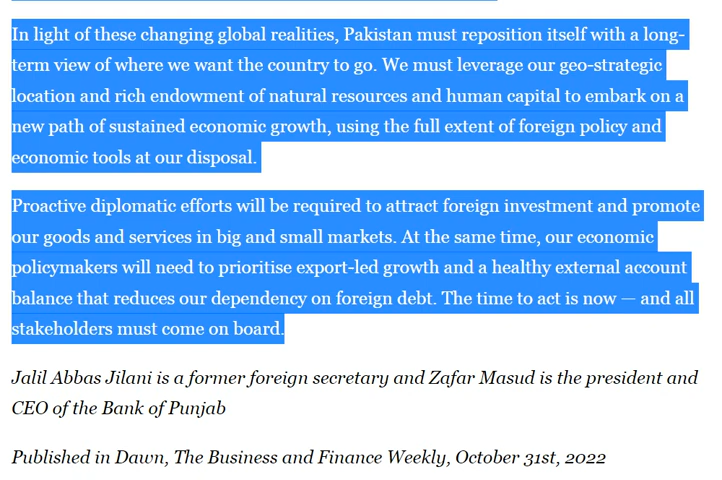 In light of these changing global realities, Pakistan must reposition itself with a long-
term view of where we want the country to go. We must leverage our geo-strategic
location and rich endowment of natural resources and human capital to embark on a
new path of sustained economic growth, using the full extent of foreign policy and
economic tools at our disposal.
Proactive diplomatic efforts will be required to attract foreign investment and promote
our goods and services in big and small markets. At the same time, our economic
policymakers will need to prioritise export-led growth and a healthy external account
balance that reduces our dependency on foreign debt. The time to act is now — and all
stakeholders must come on board.
Jalil Abbas Jilani is a former foreign secretary and Zafar Masud is the president and
CEO of the Bank of Punjab
Published in Dawn, The Business and Finance Weekly, October 31st, 2022